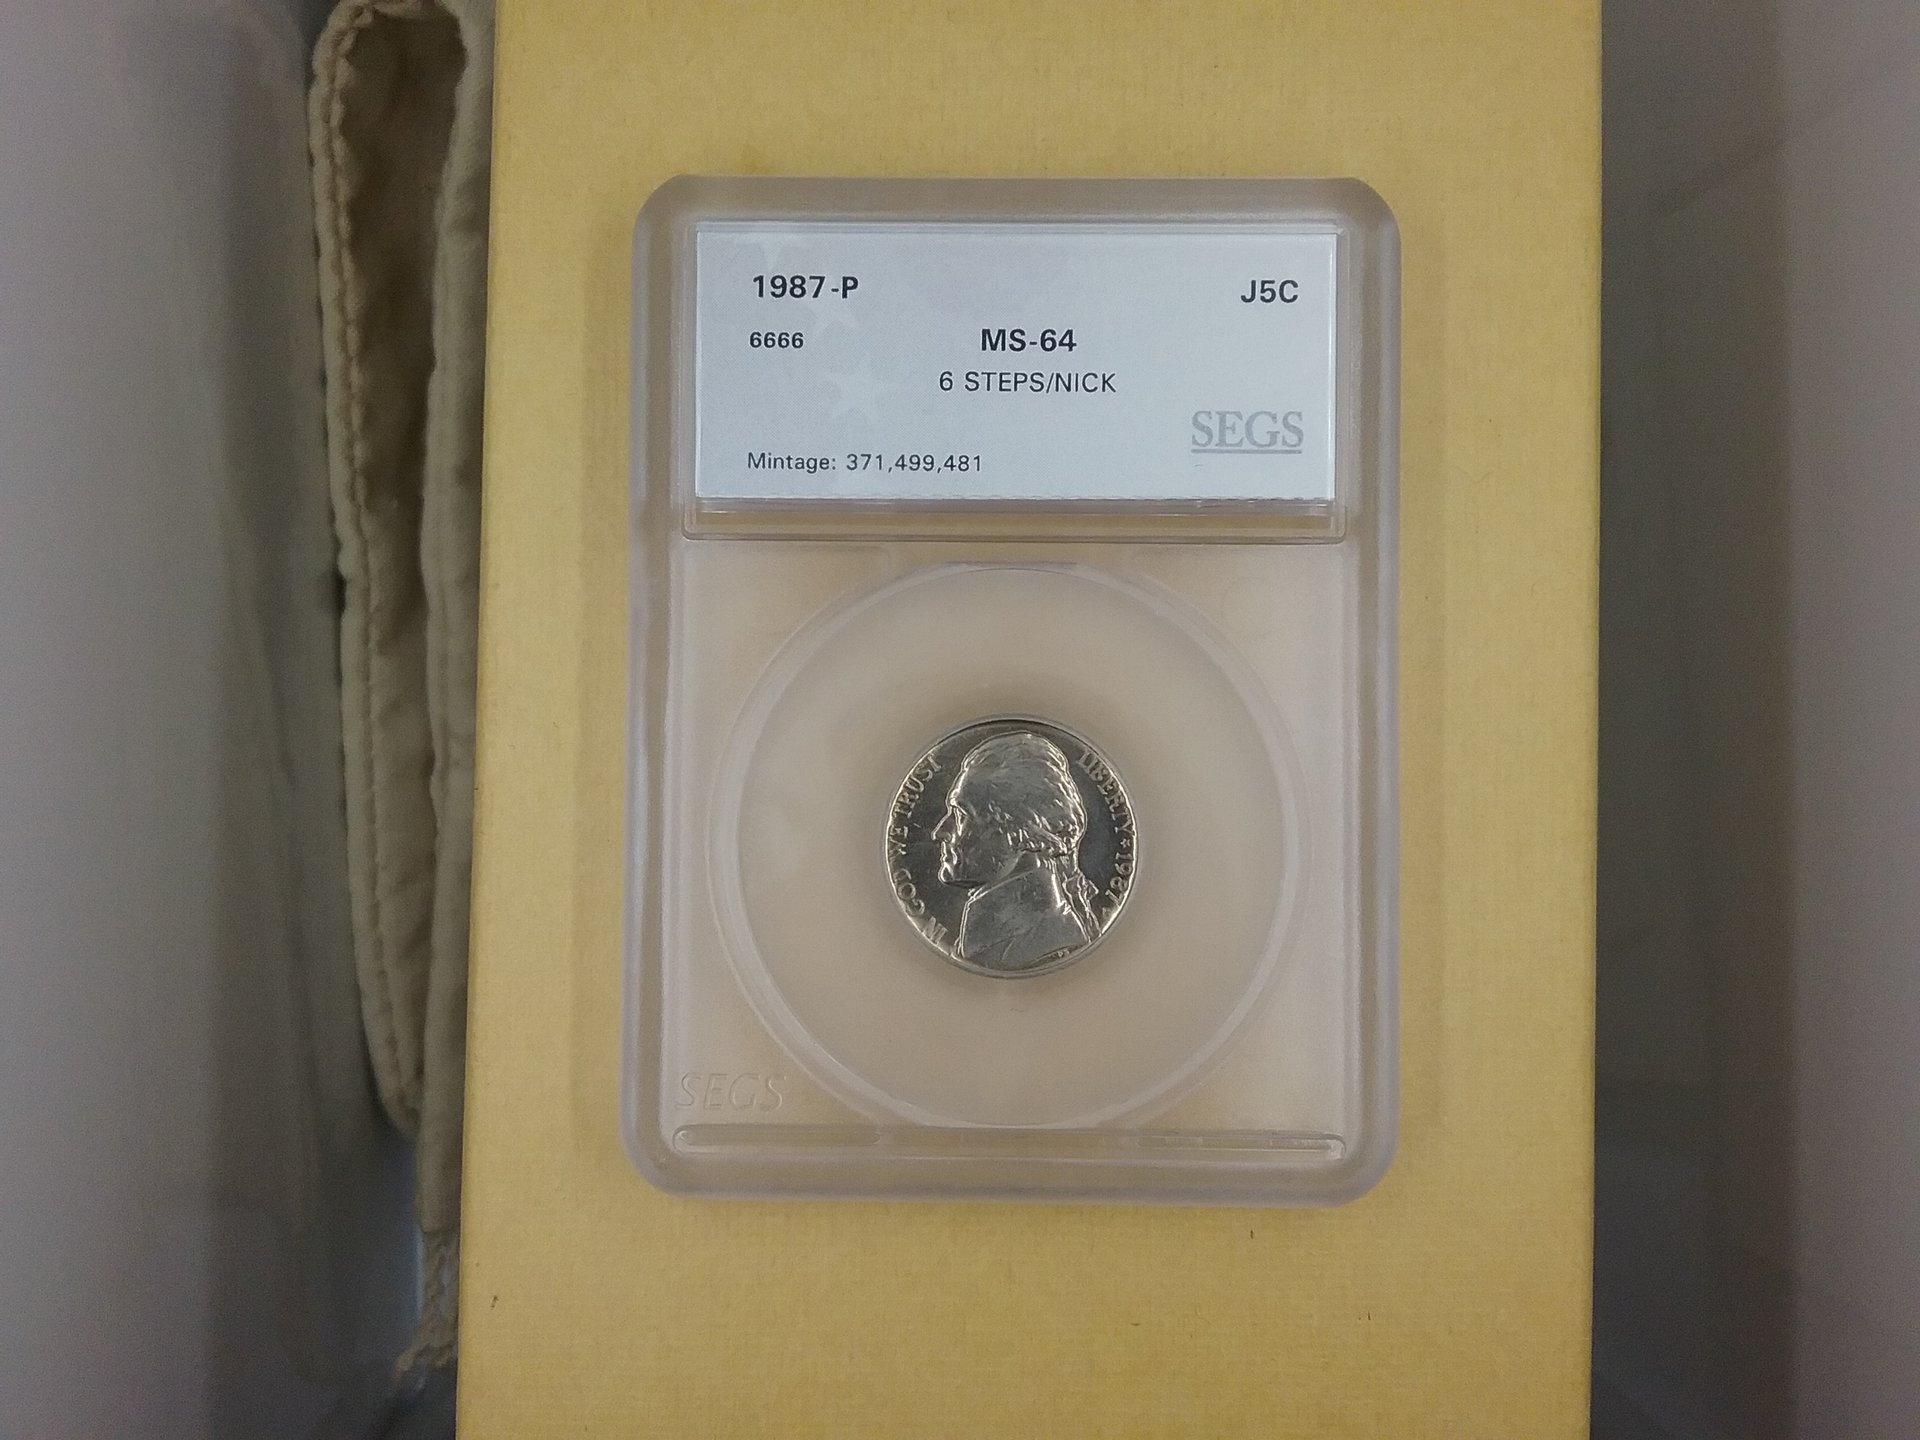 1987-P J5C
6666 MS-64
6 STEPS/NICK
SEGS
Mintage: 371,499,481
IN GOD WE TRUST
LIBERTY * 1987 P
SEGS